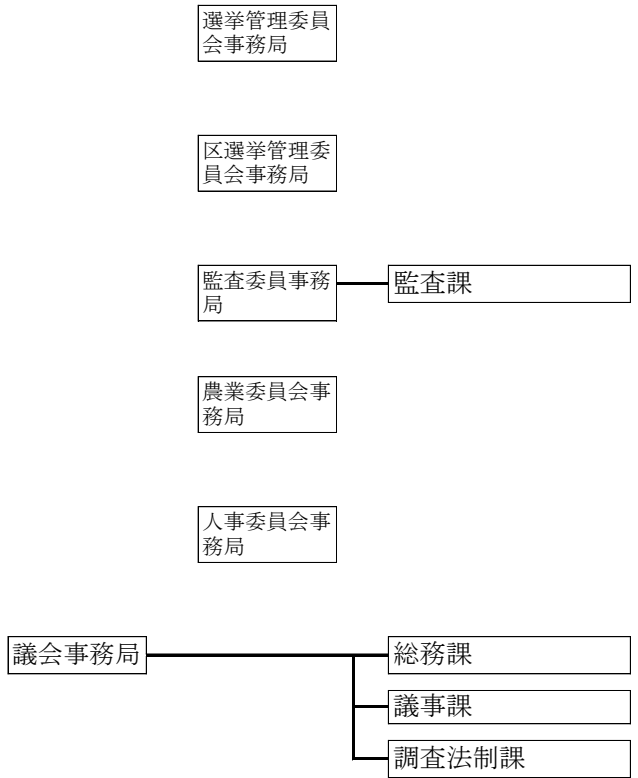 選挙管理委員
会事務局
区選挙管理委
員会事務局
監査委員事務
局
監査課
農業委員会事
務局
人事委員会事
務局
議会事務局
総務課
議事課
調査法制課